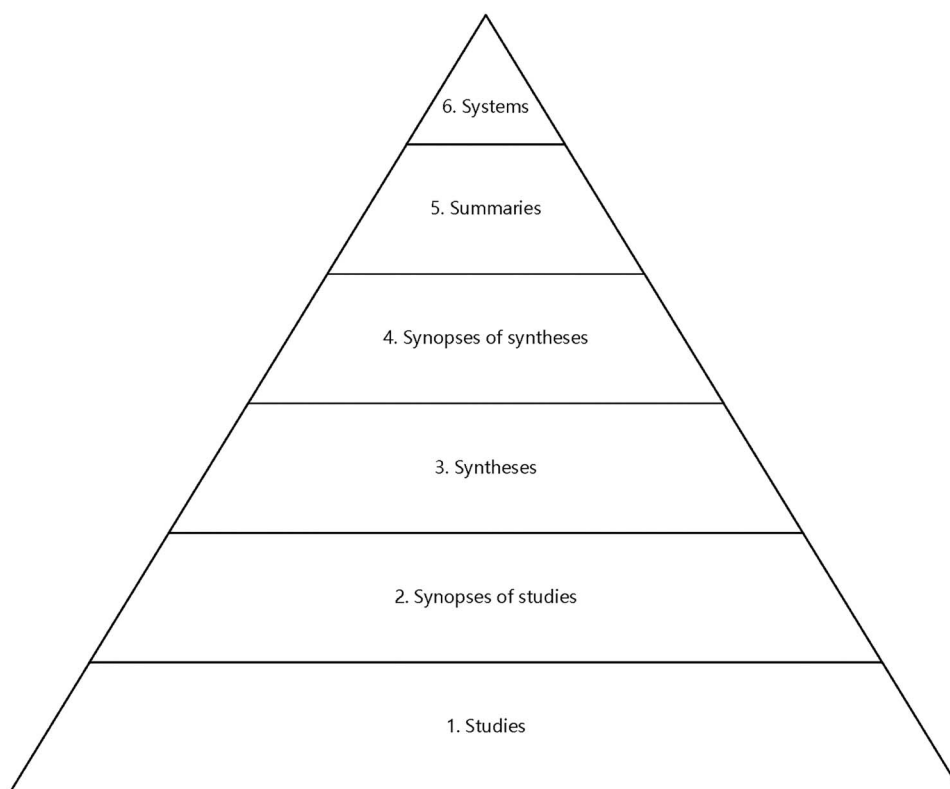 6. Systems
5. Summaries
4. Synopses of syntheses
3. Syntheses
2. Synopses of studies
1. Studies